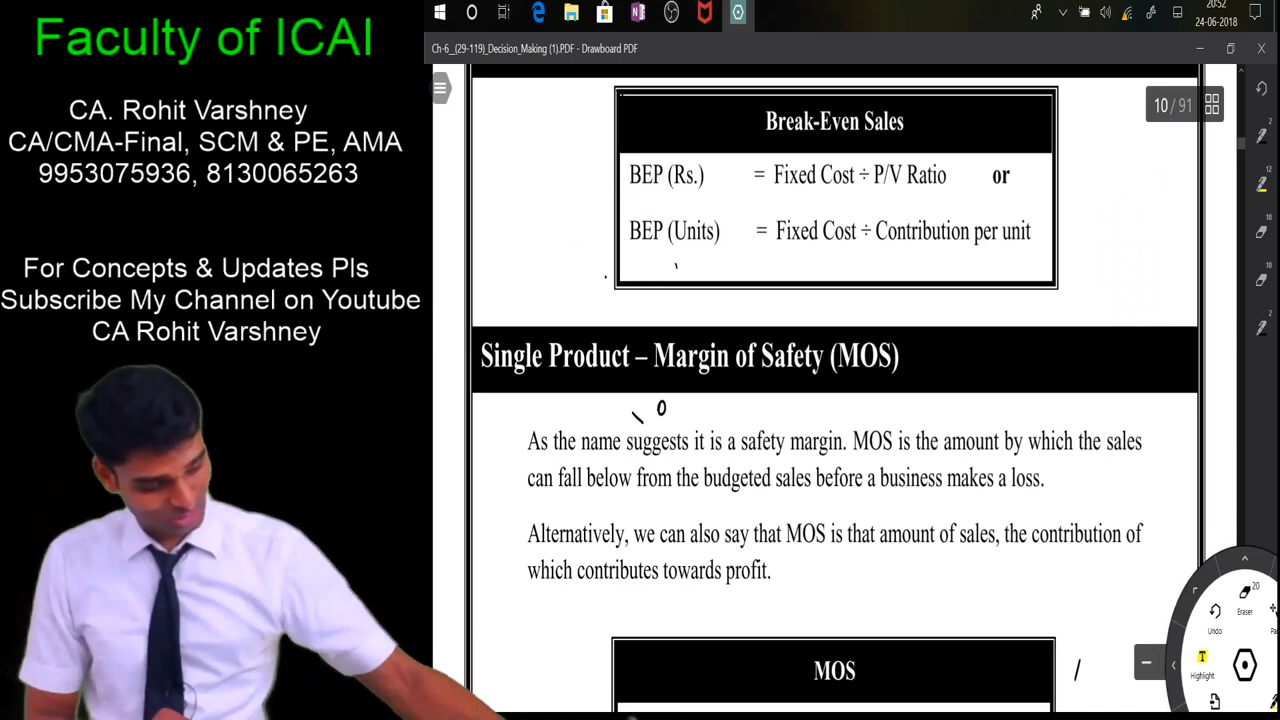 Faculty of ICAI
CA. Rohit Varshney
CA/CMA-Final, SCM & PE, AMA
9953075936, 8130065263
For Concepts & Updates Pls
Subscribe My Channel on Youtube
CA Rohit Varshney
20:52
24-06-2018
Ch-6_(29-119)_Decision_Making (1).PDF - Drawboard PDF
10 / 91
Break-Even Sales
BEP (Rs.) = Fixed Cost ÷ P/V Ratio or
BEP (Units) = Fixed Cost ÷ Contribution per unit
Single Product – Margin of Safety (MOS)
As the name suggests it is a safety margin. MOS is the amount by which the sales
can fall below from the budgeted sales before a business makes a loss.
Alternatively, we can also say that MOS is that amount of sales, the contribution of
which contributes towards profit.
MOS
20
Eraser
Undo
T
Highlight
2
12
10
10
2